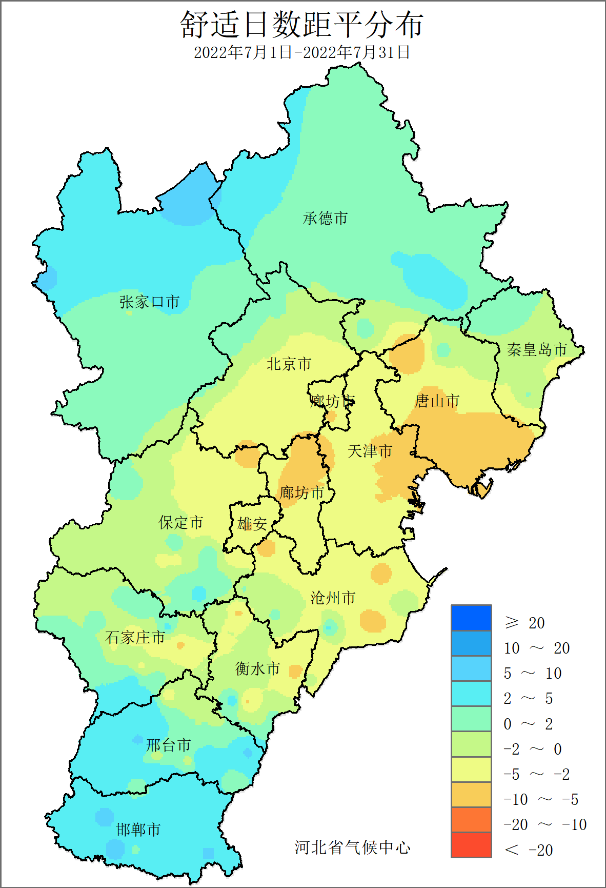 舒适日数距平分布
2022年7月1日-2022年7月31日
承德市
张家口市
秦皇岛市
北京市
廊坊市
唐山市
天津市
廊坊市
保定市
雄安
沧州市
石家庄市
衡水市
邢台市
邯郸市
≥ 20
10 ～ 20
5 ～ 10
2 ～ 5
0 ～ 2
-2 ～ 0
-5 ～ -2
-10 ～ -5
-20 ～ -10
< -20
河北省气候中心